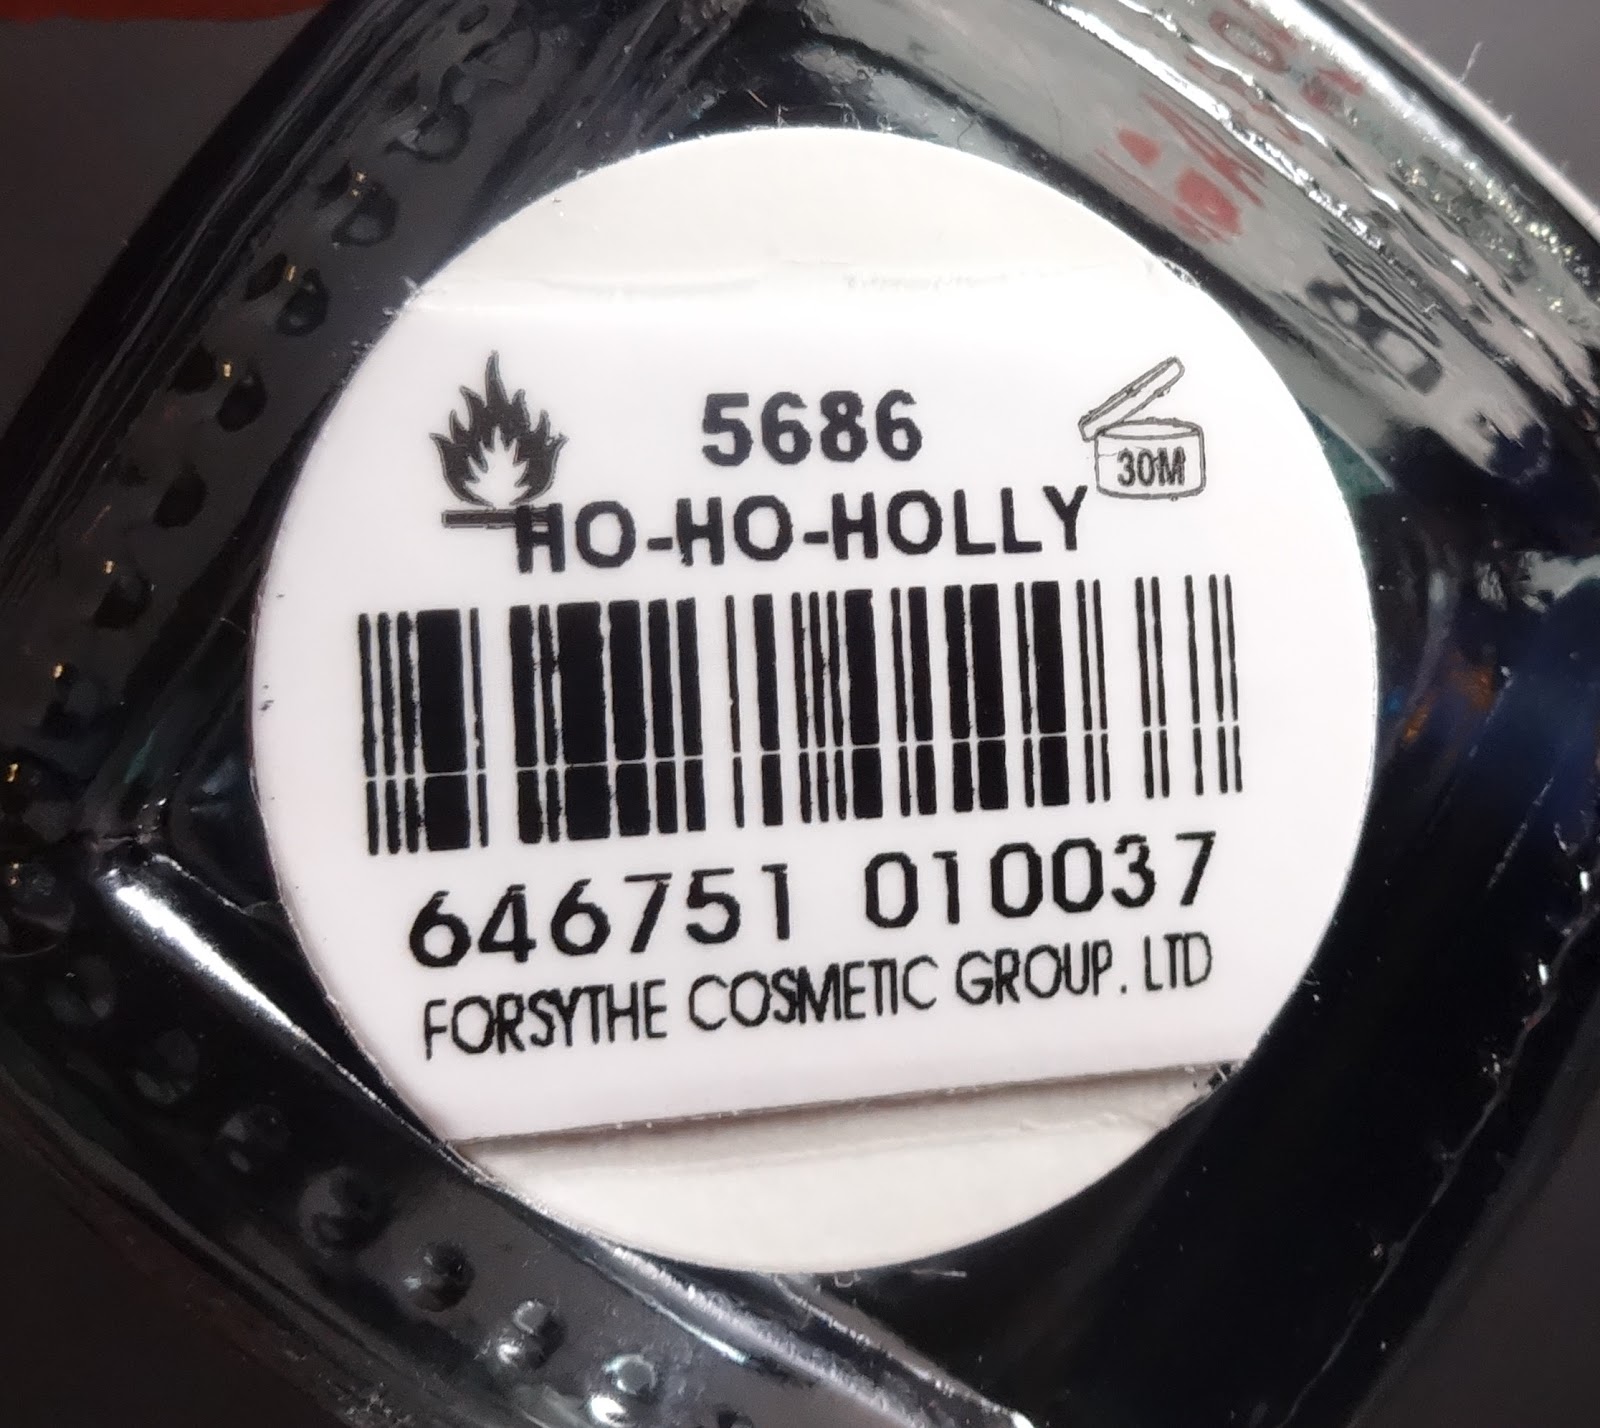 5686
30M
HO-HO-HOLLY
646751 010037
FORSYTHE COSMETIC GROUP. LTD